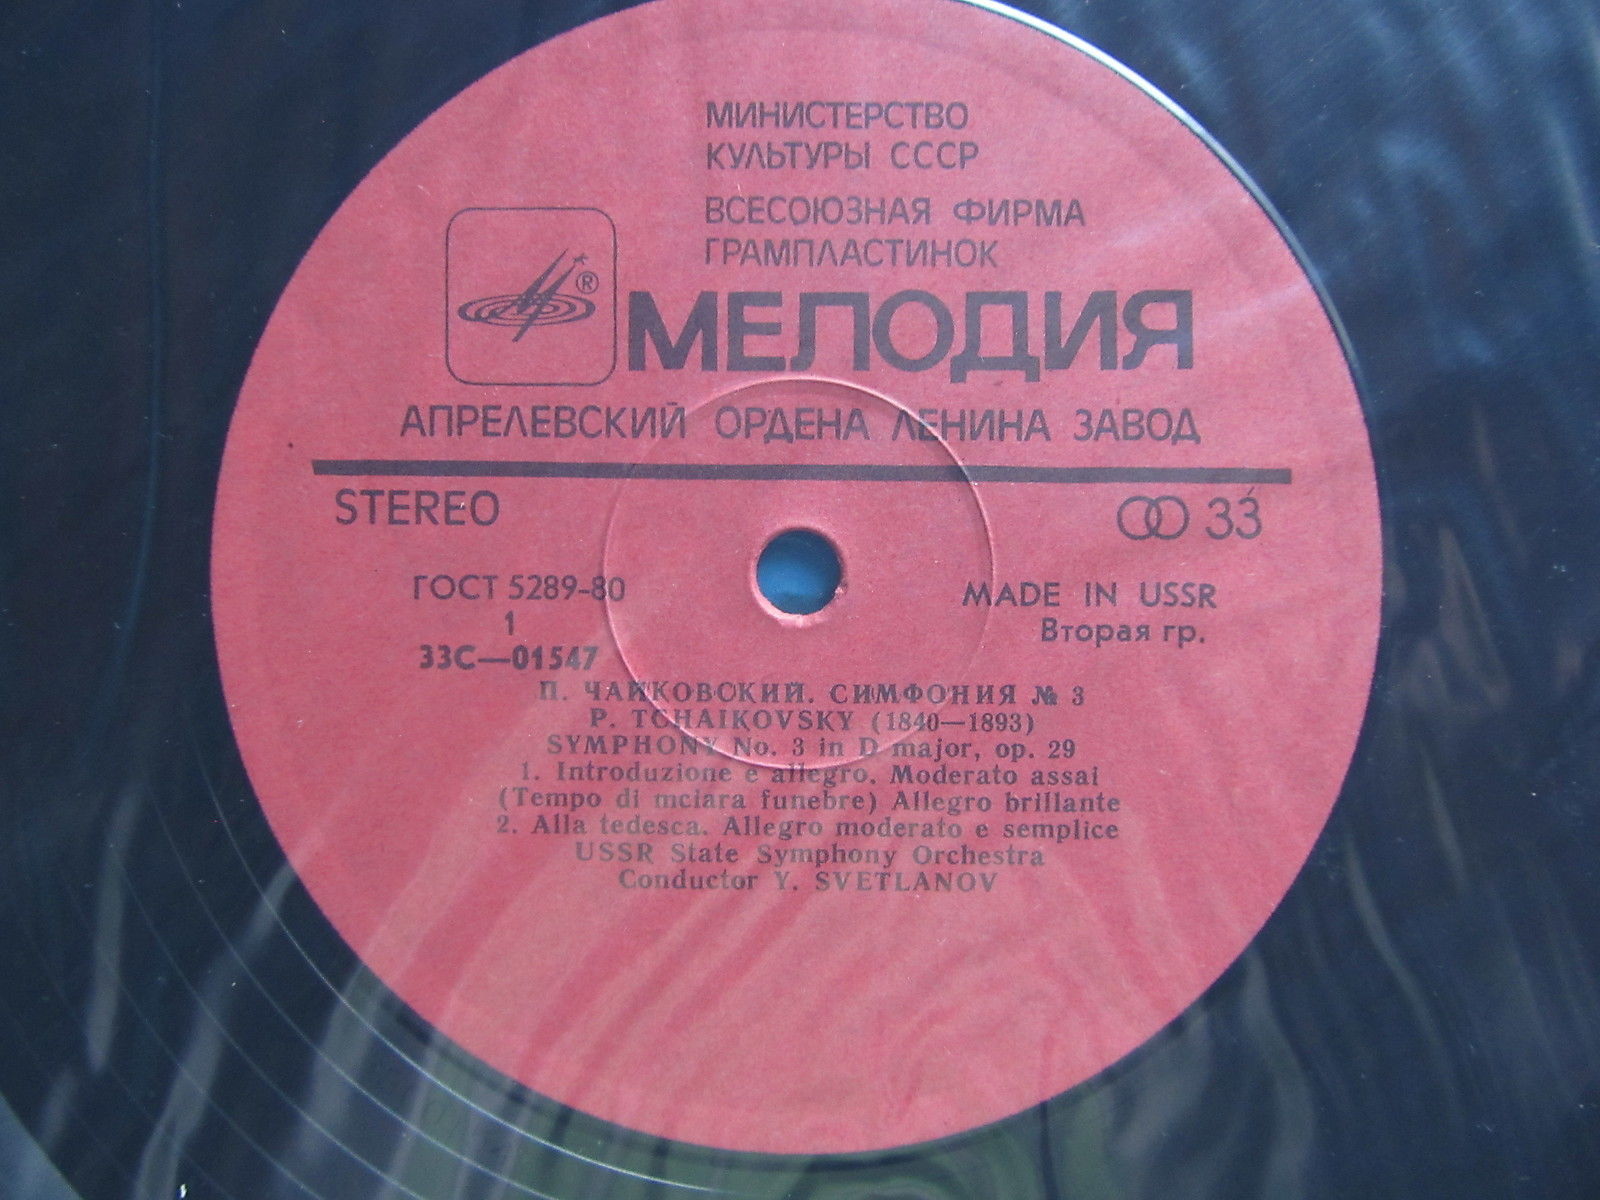 МИНИСТЕРСТВО
КУЛЬТУРЫ СССР
ВСЕСОЮЗНАЯ ФИРМА
ГРАМПЛАСТИНОК
®
МЕЛОДИЯ
АПРЕЛЕВСКИЙ ОРДЕНА ЛЕНИНА ЗАВОД
STEREO 33
ГОСТ 5289-80 MADE IN USSR
1 Вторая гр.
33С—01547
П. ЧАЙКОВСКИЙ. СИМФОНИЯ № 3
P. TCHAIKOVSKY (1840—1893)
SYMPHONY No. 3 in D major, op. 29
1. Introduzione e allegro. Moderato assai
(Tempo di mciara funebre) Allegro brillante
2. Alla tedesca. Allegro moderato e semplice
USSR State Symphony Orchestra
Conductor Y. SVETLANOV